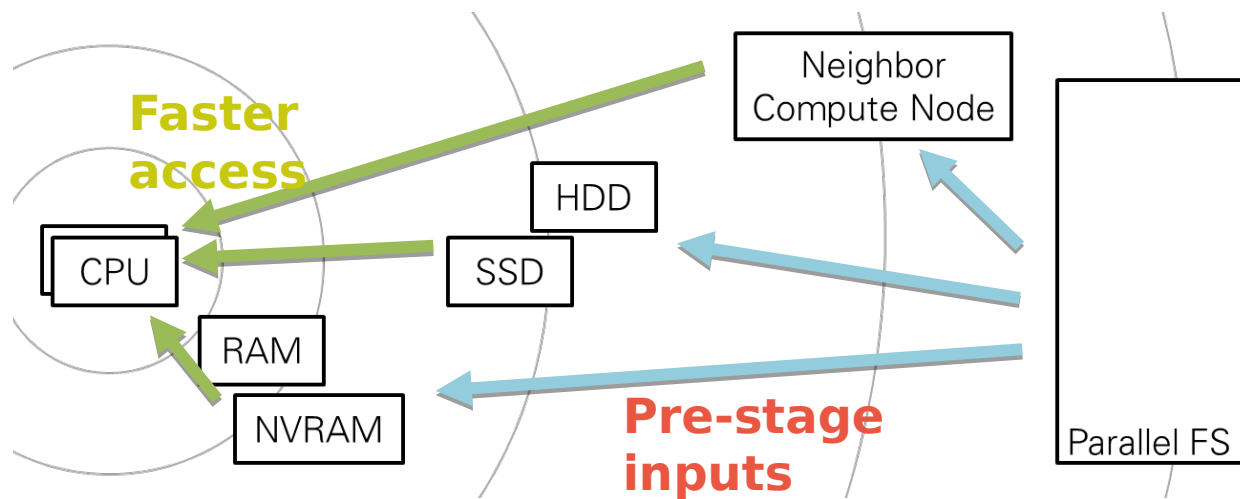 Neighbor
Compute Node
Faster
access
HDD
CPU
SSD
RAM
NVRAM
Pre-stage
inputs
Parallel FS